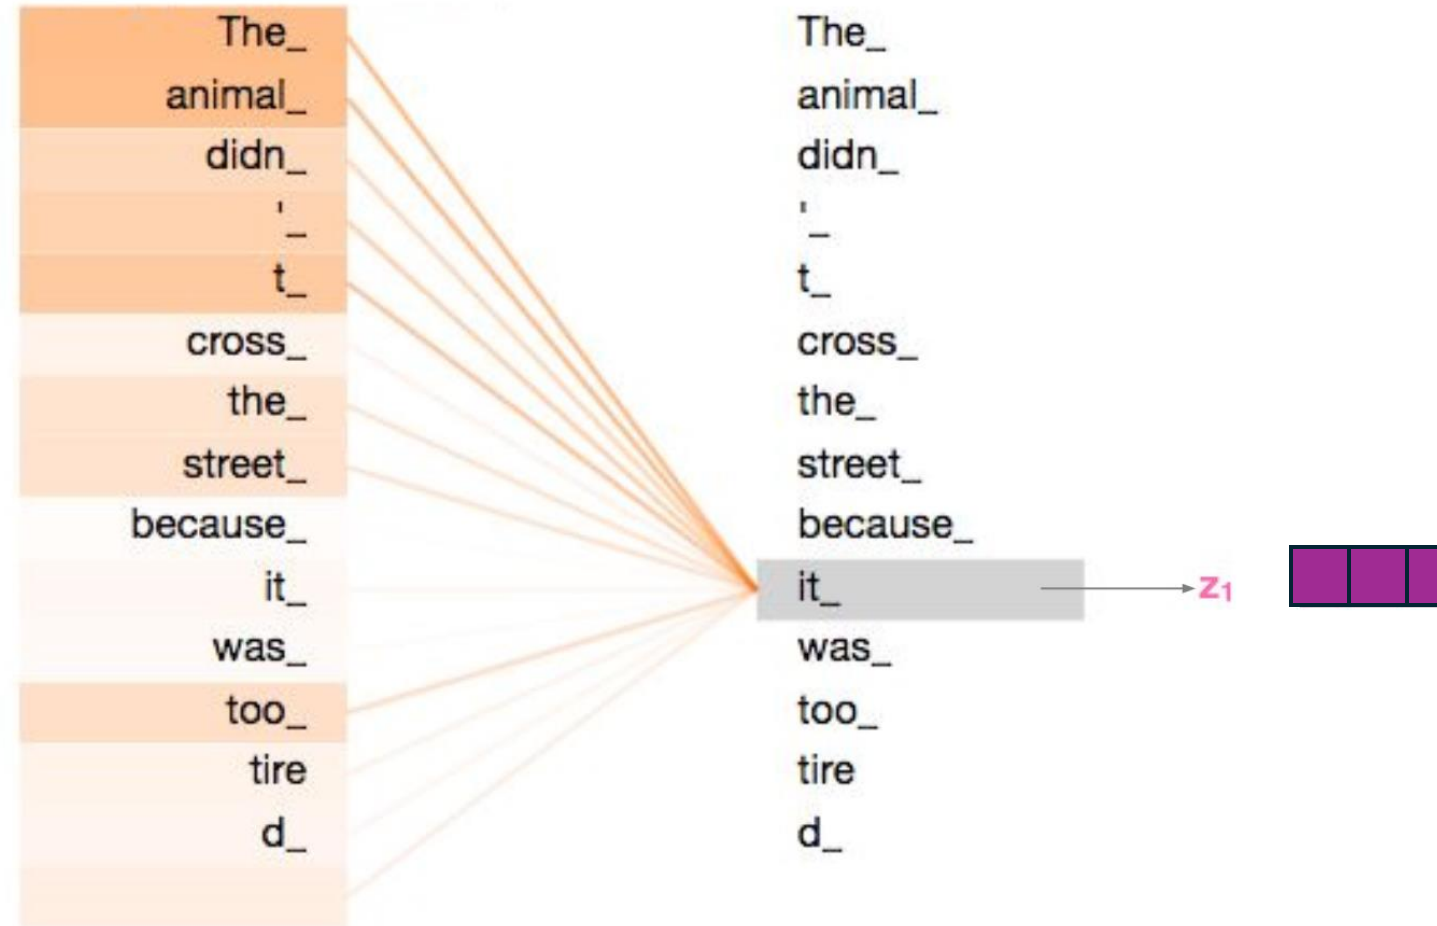 The_
animal_
didn_
'_
t_
cross_
the_
street_
because_
it_
was_
too_
tire
d_
The_
animal_
didn_
'_
t_
cross_
the_
street_
because_
it_
z1
was_
too_
tire
d_